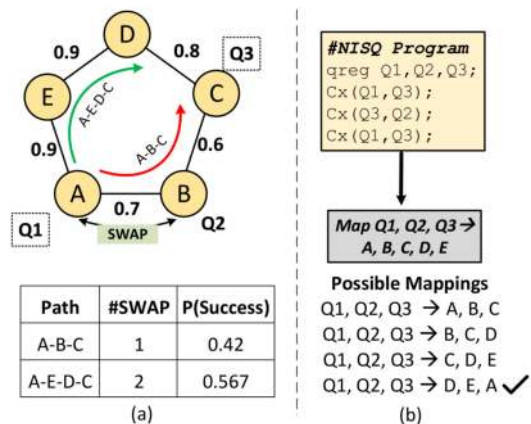 D
0.9
0.8
Q3
E
C
A-E-D-C
A-B-C
0.9
0.6
A
B
0.7
Q1
SWAP
Q2
Path #SWAP P(Success)
A-B-C 1 0.42
A-E-D-C 2 0.567
(a)
#NISQ Program
qreg Q1,Q2,Q3;
Cx(Q1,Q3);
Cx(Q3,Q2);
Cx(Q1,Q3);
Map Q1, Q2, Q3→
A, B, C, D, E
Possible Mappings
Q1, Q2, Q3 → A, B, C
Q1, Q2, Q3 → B, C, D
Q1, Q2, Q3 → C, D, E
Q1, Q2, Q3 → D, E, A ✓
(b)